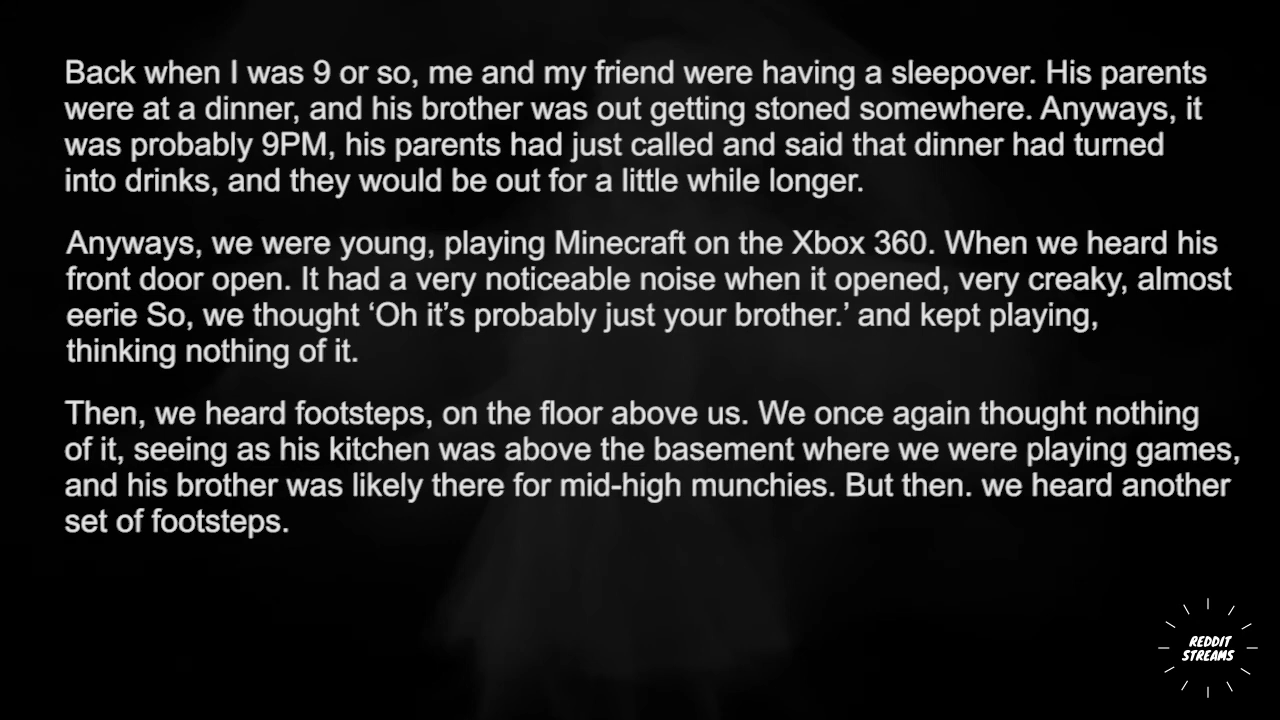 Back when I was 9 or so, me and my friend were having a sleepover. His parents
were at a dinner, and his brother was out getting stoned somewhere. Anyways, it
was probably 9PM, his parents had just called and said that dinner had turned
into drinks, and they would be out for a little while longer.
Anyways, we were young, playing Minecraft on the Xbox 360. When we heard his
front door open. It had a very noticeable noise when it opened, very creaky, almost
eerie So, we thought ‘Oh it’s probably just your brother.’ and kept playing,
thinking nothing of it.
Then, we heard footsteps, on the floor above us. We once again thought nothing
of it, seeing as his kitchen was above the basement where we were playing games,
and his brother was likely there for mid-high munchies. But then. we heard another
set of footsteps.
REDDIT
STREAMS